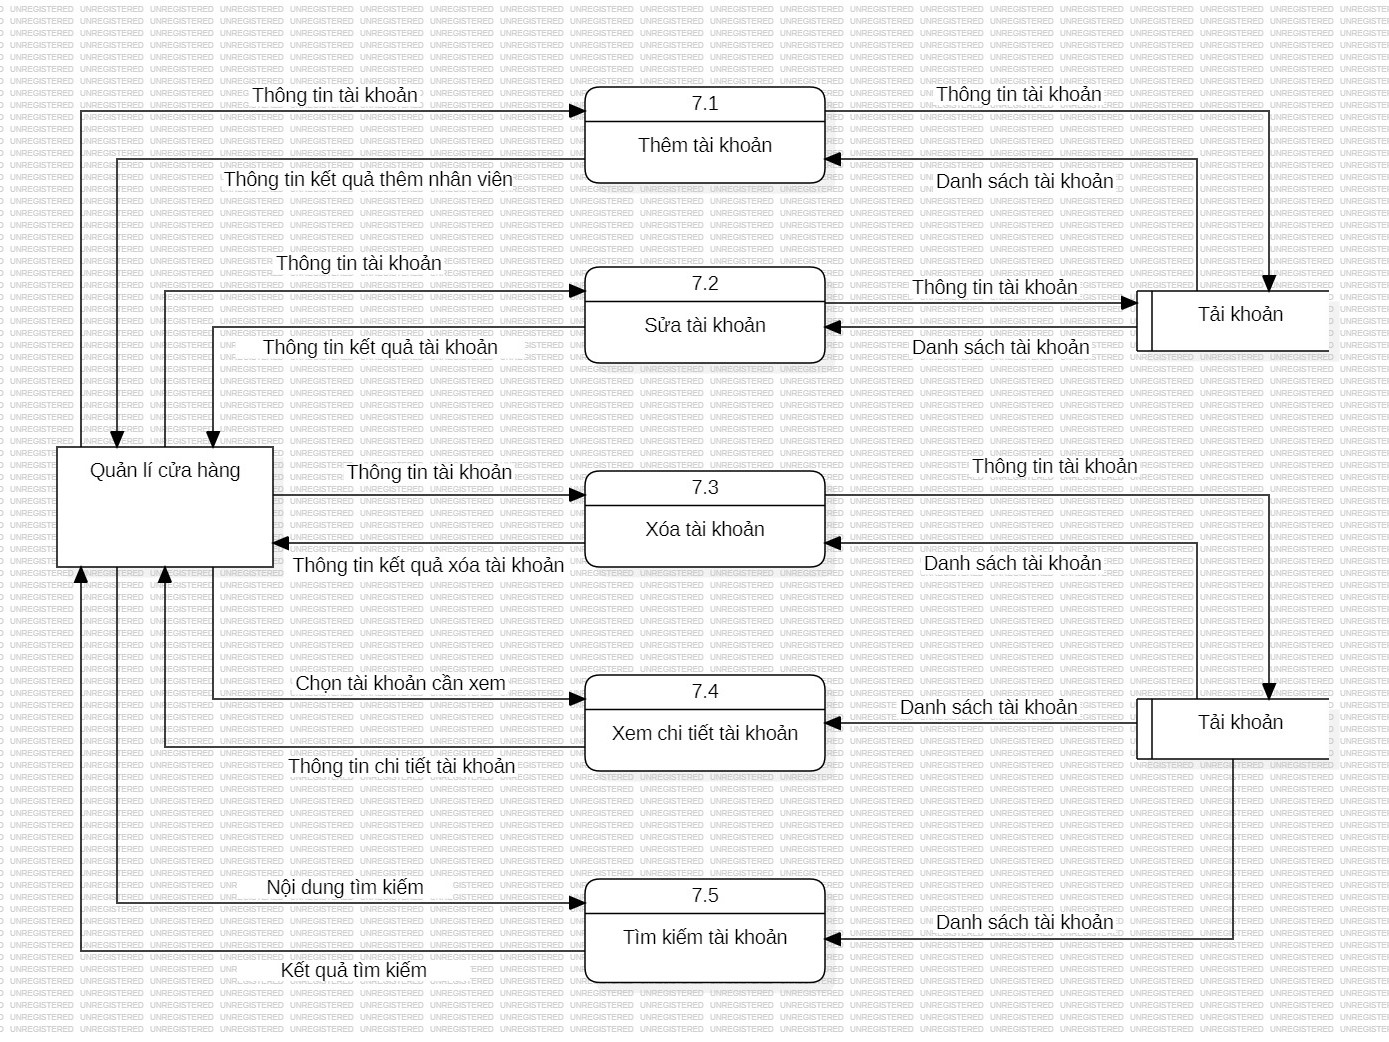 Thông tin tài khoản
7.1
Thêm tài khoản
Thông tin tài khoản
Thông tin kết quả thêm nhân viên
Danh sách tài khoản
Thông tin tài khoản
7.2
Sửa tài khoản
Thông tin tài khoản
Tải khoản
Thông tin kết quả tài khoản
Danh sách tài khoản
Quản lí cửa hàng
Thông tin tài khoản
7.3
Xóa tài khoản
Thông tin tài khoản
Thông tin kết quả xóa tài khoản
Danh sách tài khoản
Chọn tài khoản cần xem
7.4
Xem chi tiết tài khoản
Danh sách tài khoản
Tải khoản
Thông tin chi tiết tài khoản
Nội dung tìm kiếm
7.5
Tìm kiếm tài khoản
Danh sách tài khoản
Kết quả tìm kiếm
UNREGISTERED